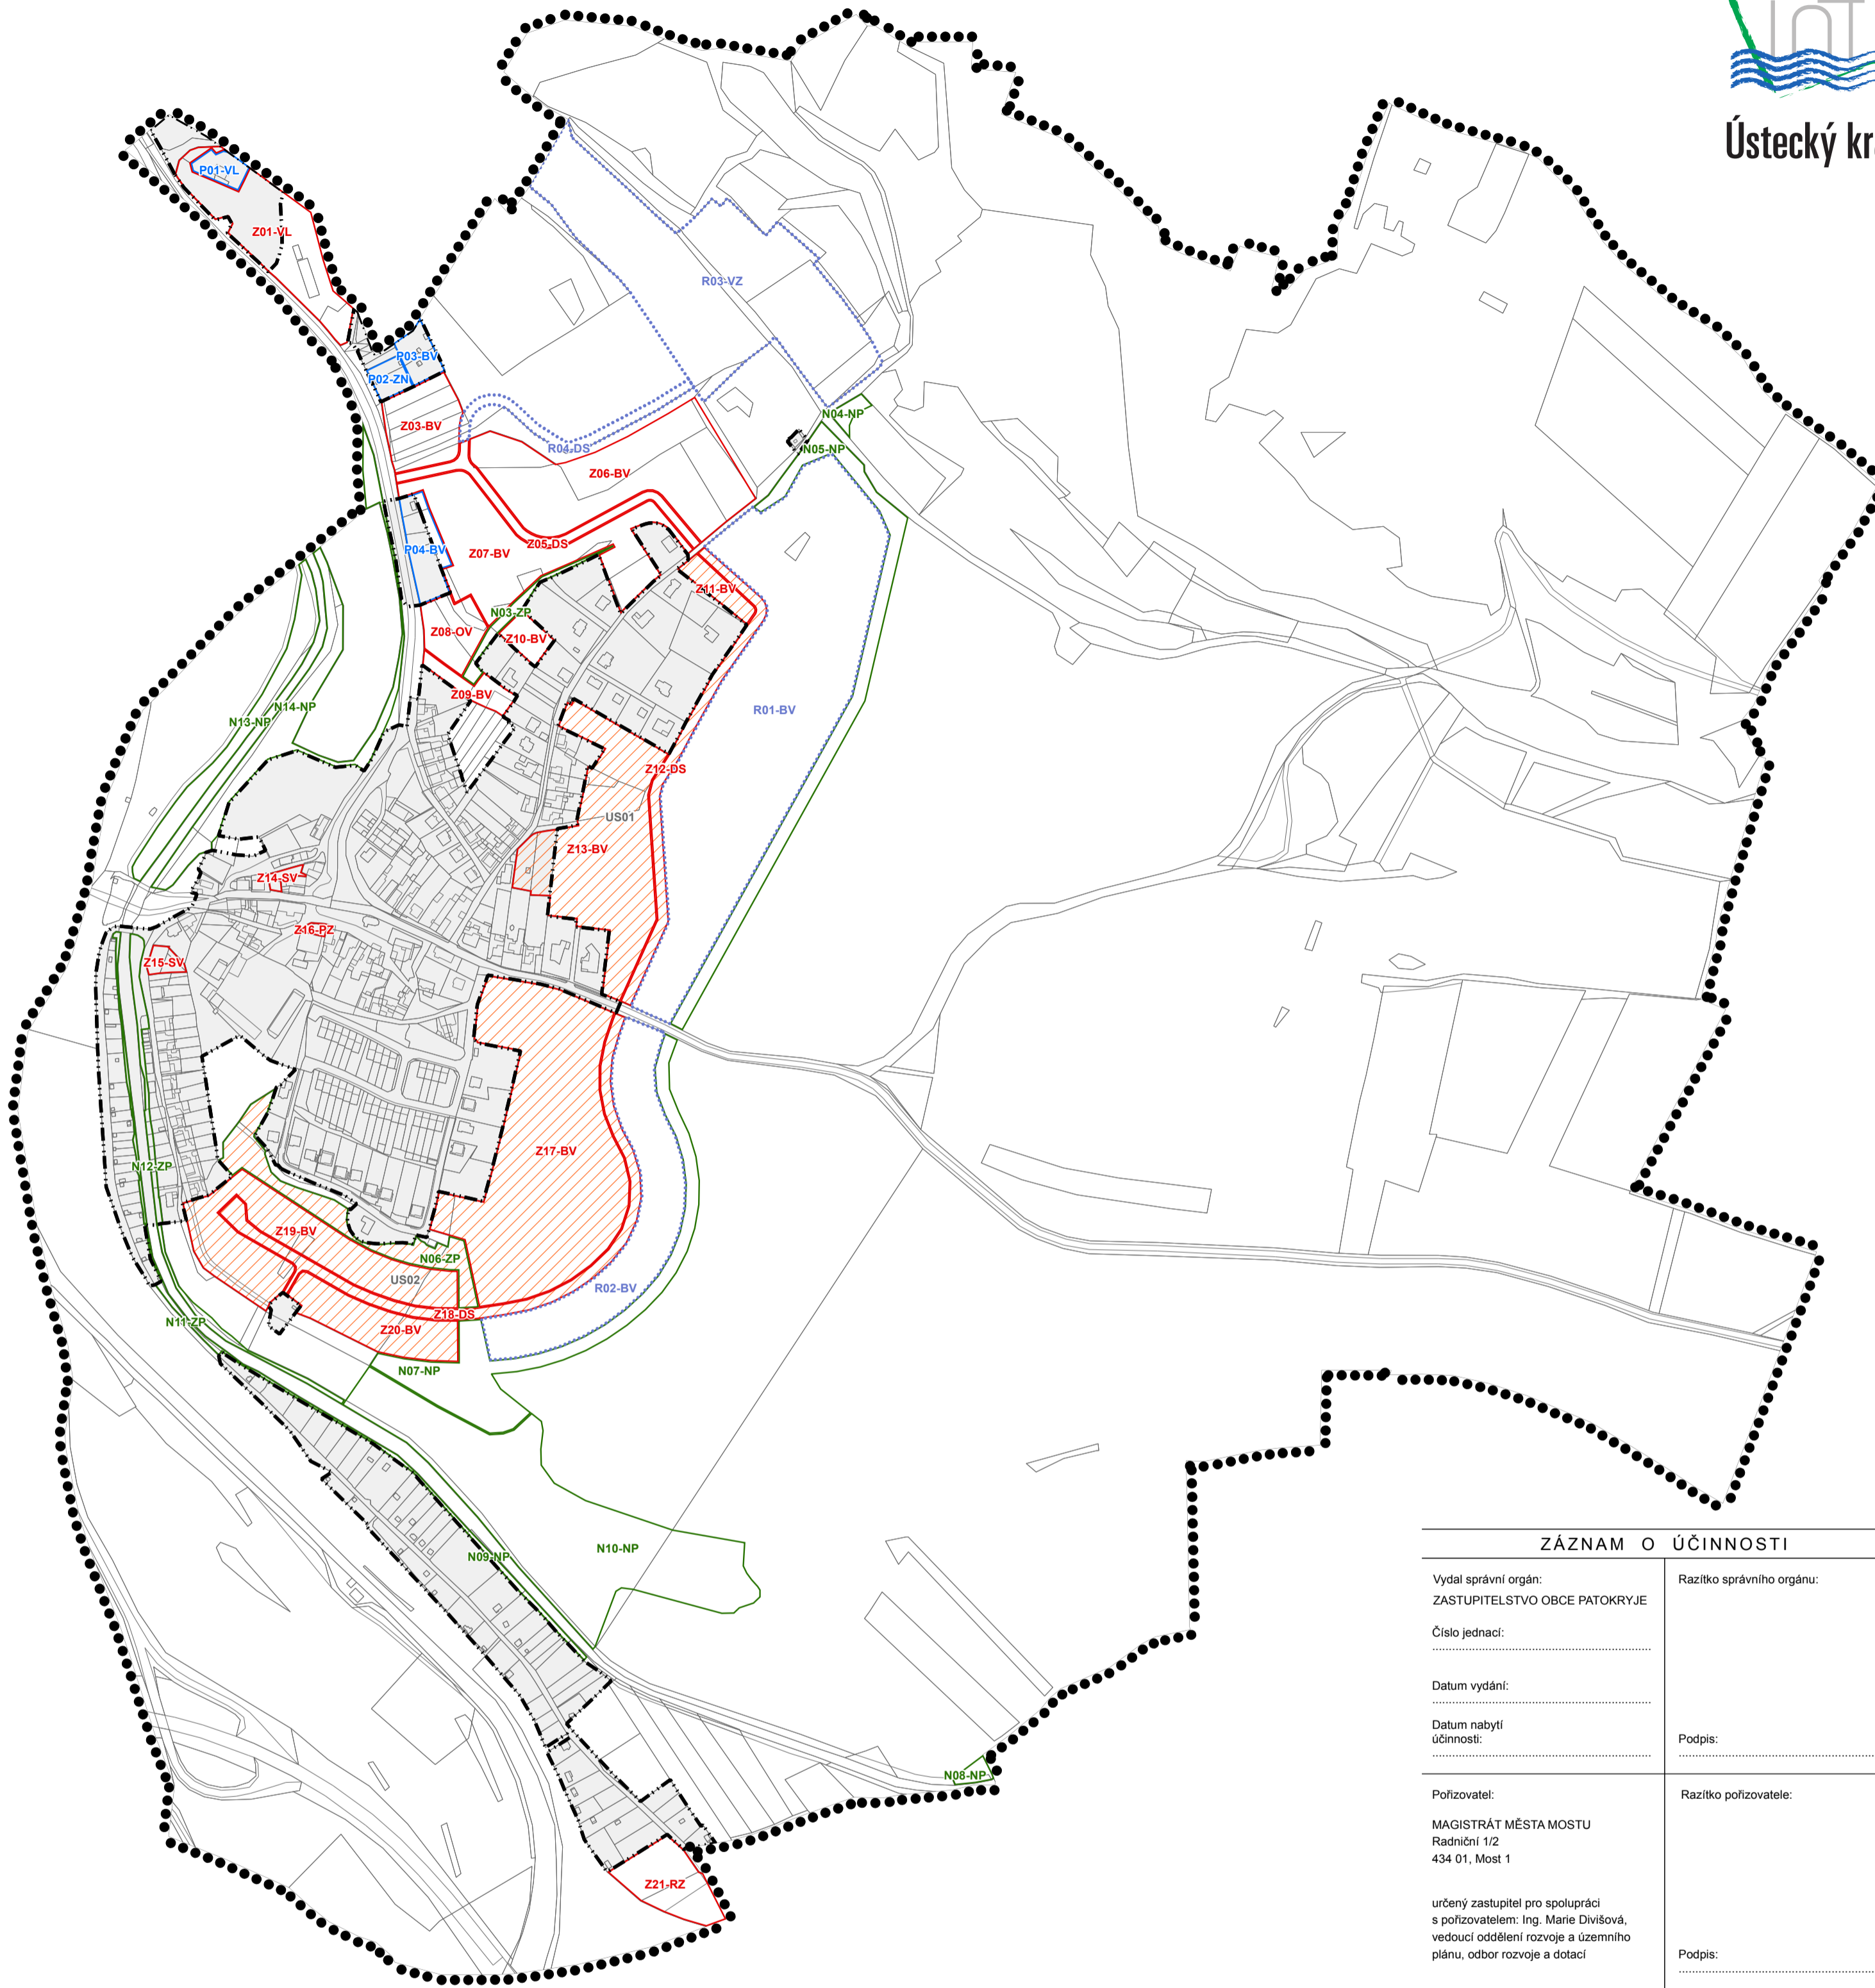 Ústecký kr
P01-VL
Z01-VL
R03-VZ
P03-BV
P02-ZN
N04-NP
Z03-BV
R04-DS
N05-NP
Z06-BV
Z05-DS
P04-BV
Z07-BV
Z11-BV
N03-ZP
Z08-OV
Z10-BV
Z09-BV
N14-NP
R01-BV
N13-NP
Z12-DS
US01
Z13-BV
Z14-SV
Z16-PZ
Z15-SV
Z17-BV
N12-ZP
Z19-BV
N06-ZP
US02
R02-BV
Z18-DS
N11-ZP
Z20-BV
N07-NP
N09-NP
N10-NP
N08-NP
Z21-RZ
ZÁZNAM O ÚČINNOSTI
Vydal správní orgán:
ZASTUPITELSTVO OBCE PATOKRYJE
Číslo jednací:
Datum vydání:
Datum nabytí
účinnosti:
Razítko správního orgánu:
Podpis:
Pořizovatel:
MAGISTRÁT MĚSTA MOSTU
Radniční 1/2
434 01, Most 1
určený zastupitel pro spolupráci
s pořizovatelem: Ing. Marie Divišová,
vedoucí oddělení rozvoje a územního
plánu, odbor rozvoje a dotací
Razítko pořizovatele:
Podpis: